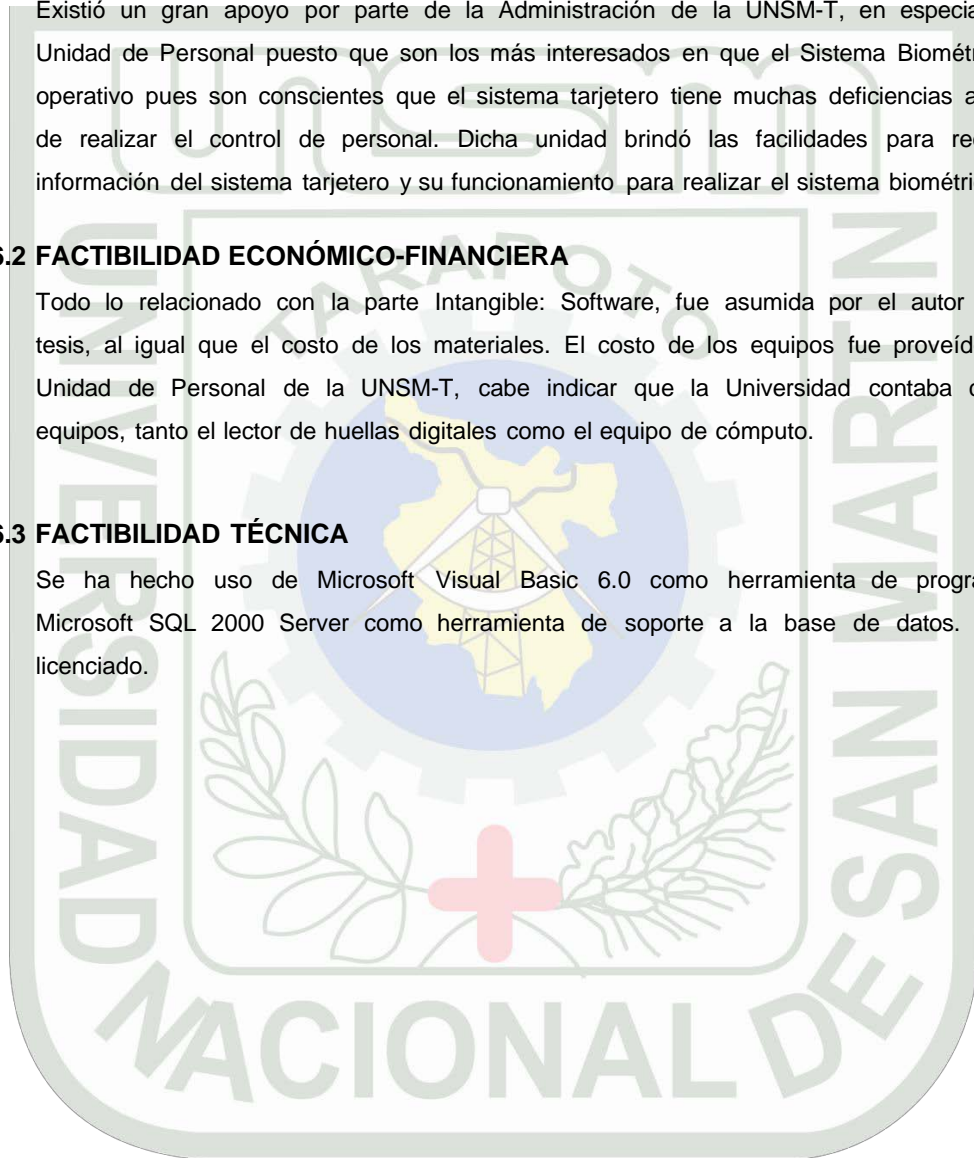 Existió un gran apoyo por parte de la Administración de la UNSM-T, en
Unidad de Personal puesto que son los más interesados en que el Sistema
operativo pues son conscientes que el sistema tarjetero tiene muchas deficiencias
de realizar el control de personal. Dicha unidad brindó las facilidades para
información del sistema tarjetero y su funcionamiento para realizar el sistema
6.2 FACTIBILIDAD ECONÓMICO-FINANCIERA
Todo lo relacionado con la parte Intangible: Software, fue asumida por el autor
tesis, al igual que el costo de los materiales. El costo de los equipos fue
Unidad de Personal de la UNSM-T, cabe indicar que la Universidad contaba
equipos, tanto el lector de huellas digitales como el equipo de cómputo.
6.3 FACTIBILIDAD TÉCNICA
Se ha hecho uso de Microsoft Visual Basic 6.0 como herramienta de
Microsoft SQL 2000 Server como herramienta de soporte a la base de datos.
licenciado.
unsm
TARAPOTO
UNIVERSIDAD
NACIONAL DE
SAN MARTIN